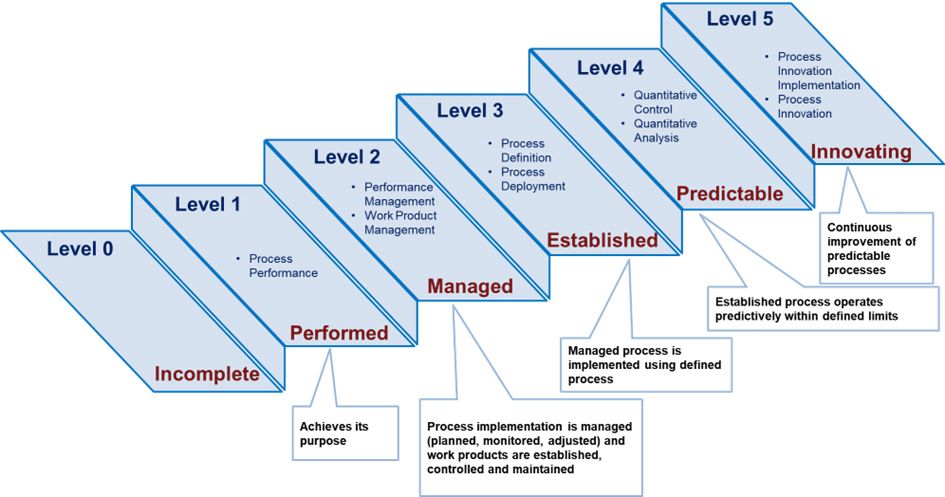 Level 0
Incomplete
Level 1
• Process
Performance
Performed
Achieves its
purpose
Level 2
• Performance
Management
• Work Product
Management
Managed
Process implementation is managed
(planned, monitored, adjusted) and
work products are established,
controlled and maintained
Level 3
• Process
Definition
• Process
Deployment
Established
Managed process is
implemented using defined
process
Level 4
• Quantitative
Control
• Quantitative
Analysis
Predictable
Established process operates
predictively within defined limits
Level 5
• Process
Innovation
Implementation
• Process
Innovation
Innovating
Continuous
improvement of
predictable
processes